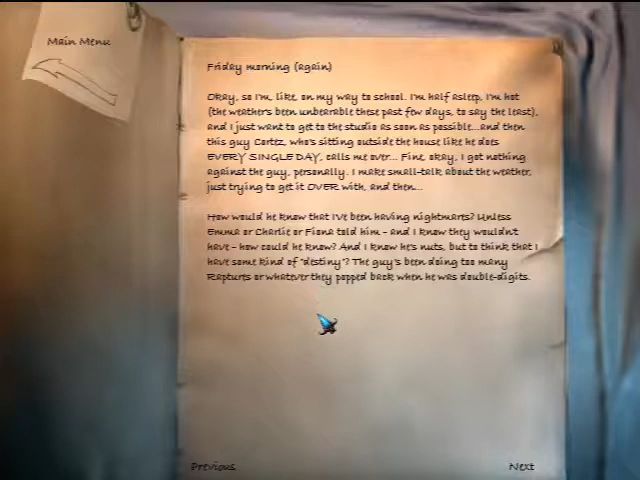 Main Menu
Friday morning (again)
Okay, so I'm, like, on my way to school. I'm half asleep, I'm hot
(the weather's been unbearable these past few days, to say the least),
and I just want to get to the studio as soon as possible...and then
this guy Cortez, who's sitting outside the house like he does
EVERY SINGLE DAY, calls me over... Fine, okay, I got nothing
against the guy, personally. I make small-talk about the weather,
just trying to get it OVER with, and then...
How would he know that I've been having nightmares? Unless
Emma or Charlie or Fiona told him - and I know they wouldn't
have - how could he know? And I know he's nuts, but to think that I
have some kind of "destiny"? The guy's been doing too many
Raptures or whatever they popped back when he was double-digits.
Previous
Next